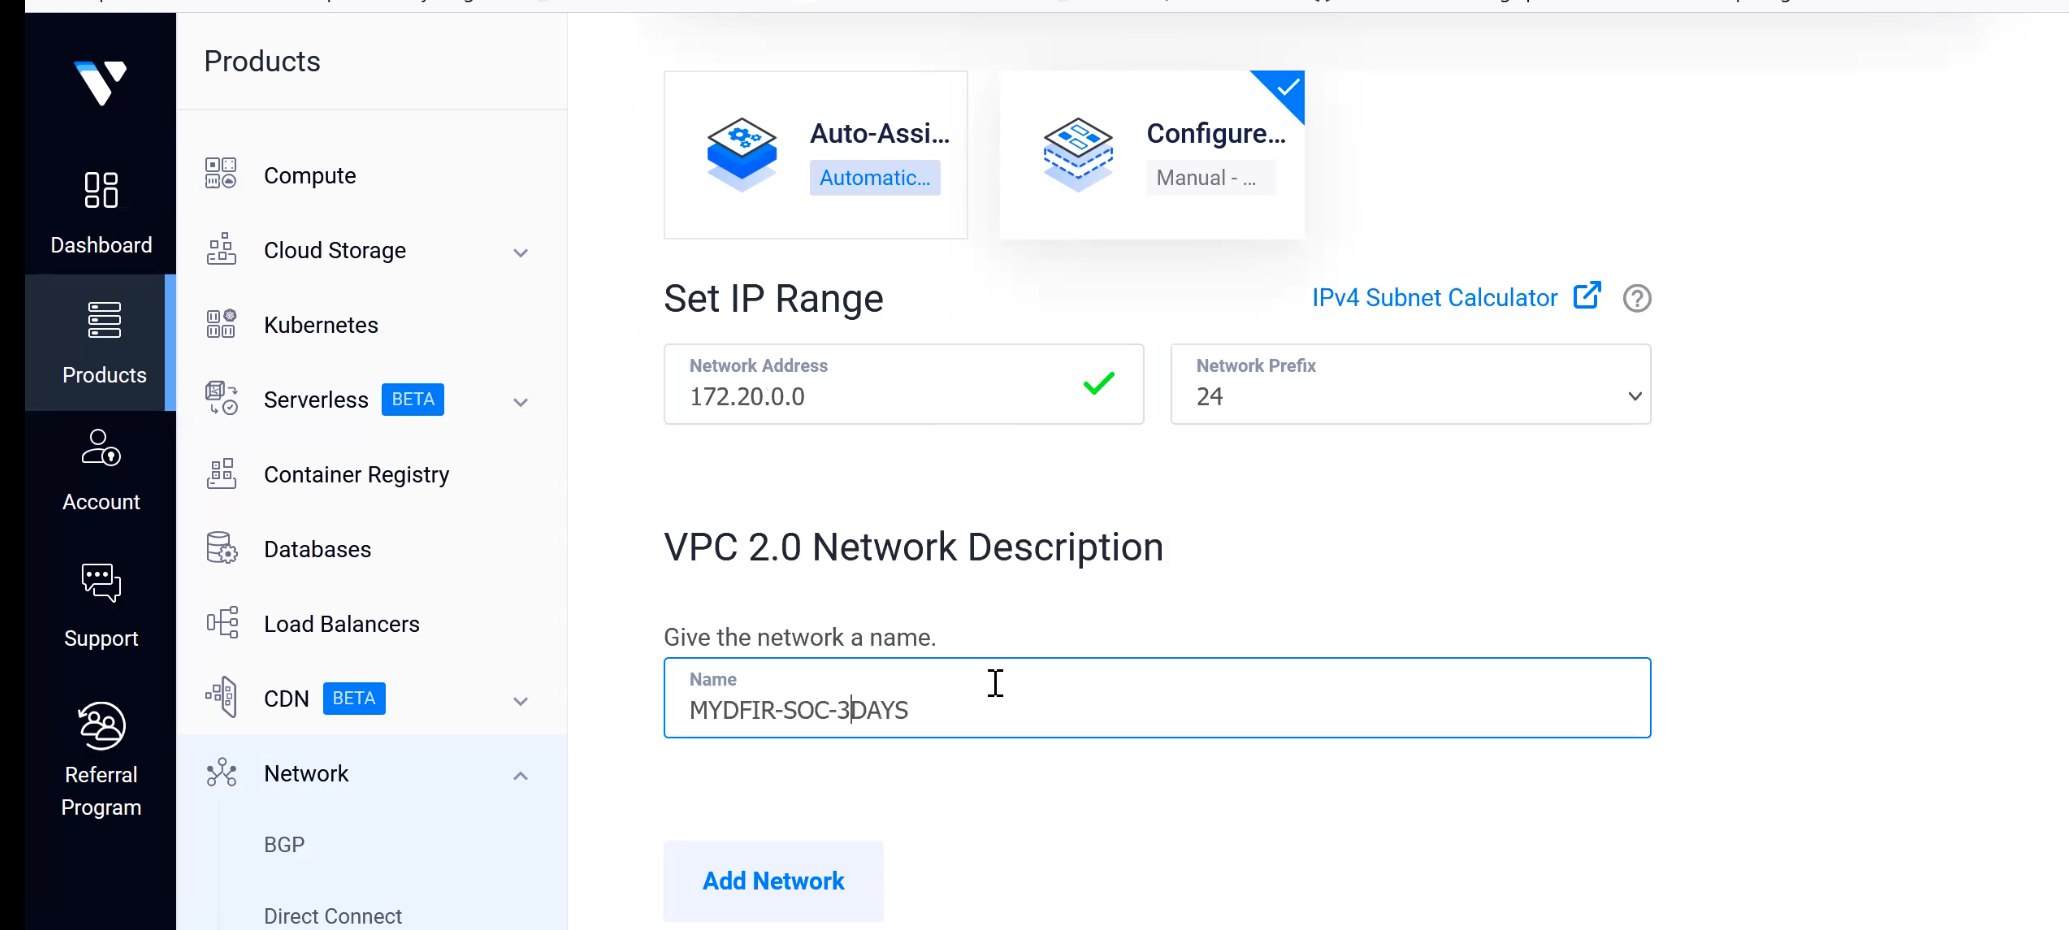 Products
Dashboard
Products
Account
Support
Referral
Program
Compute
Cloud Storage
Kubernetes
Serverless BETA
Container Registry
Databases
Load Balancers
CDN BETA
Network
BGP
Direct Connect
Auto-Assi...
Automatic...
Configure...
Manual - ...
Set IP Range
IPv4 Subnet Calculator
Network Address
172.20.0.0
Network Prefix
24
VPC 2.0 Network Description
Give the network a name.
Name
MYDFIR-SOC-3DAYS
Add Network